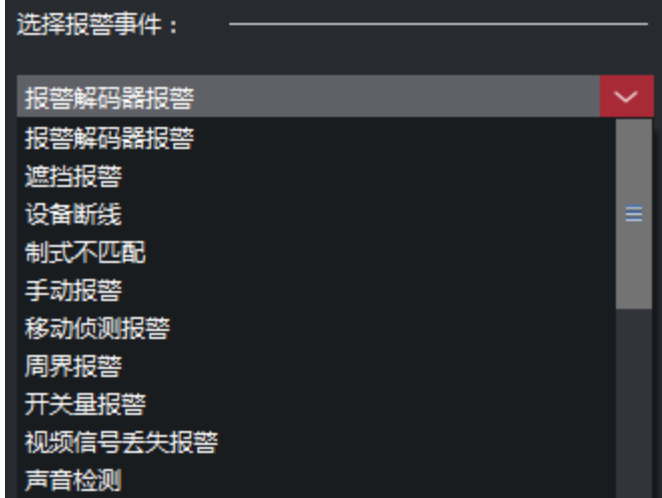 选择报警事件：
报警解码器报警
报警解码器报警
遮挡报警
设备断线
制式不匹配
手动报警
移动侦测报警
周界报警
开关量报警
视频信号丢失报警
声音检测